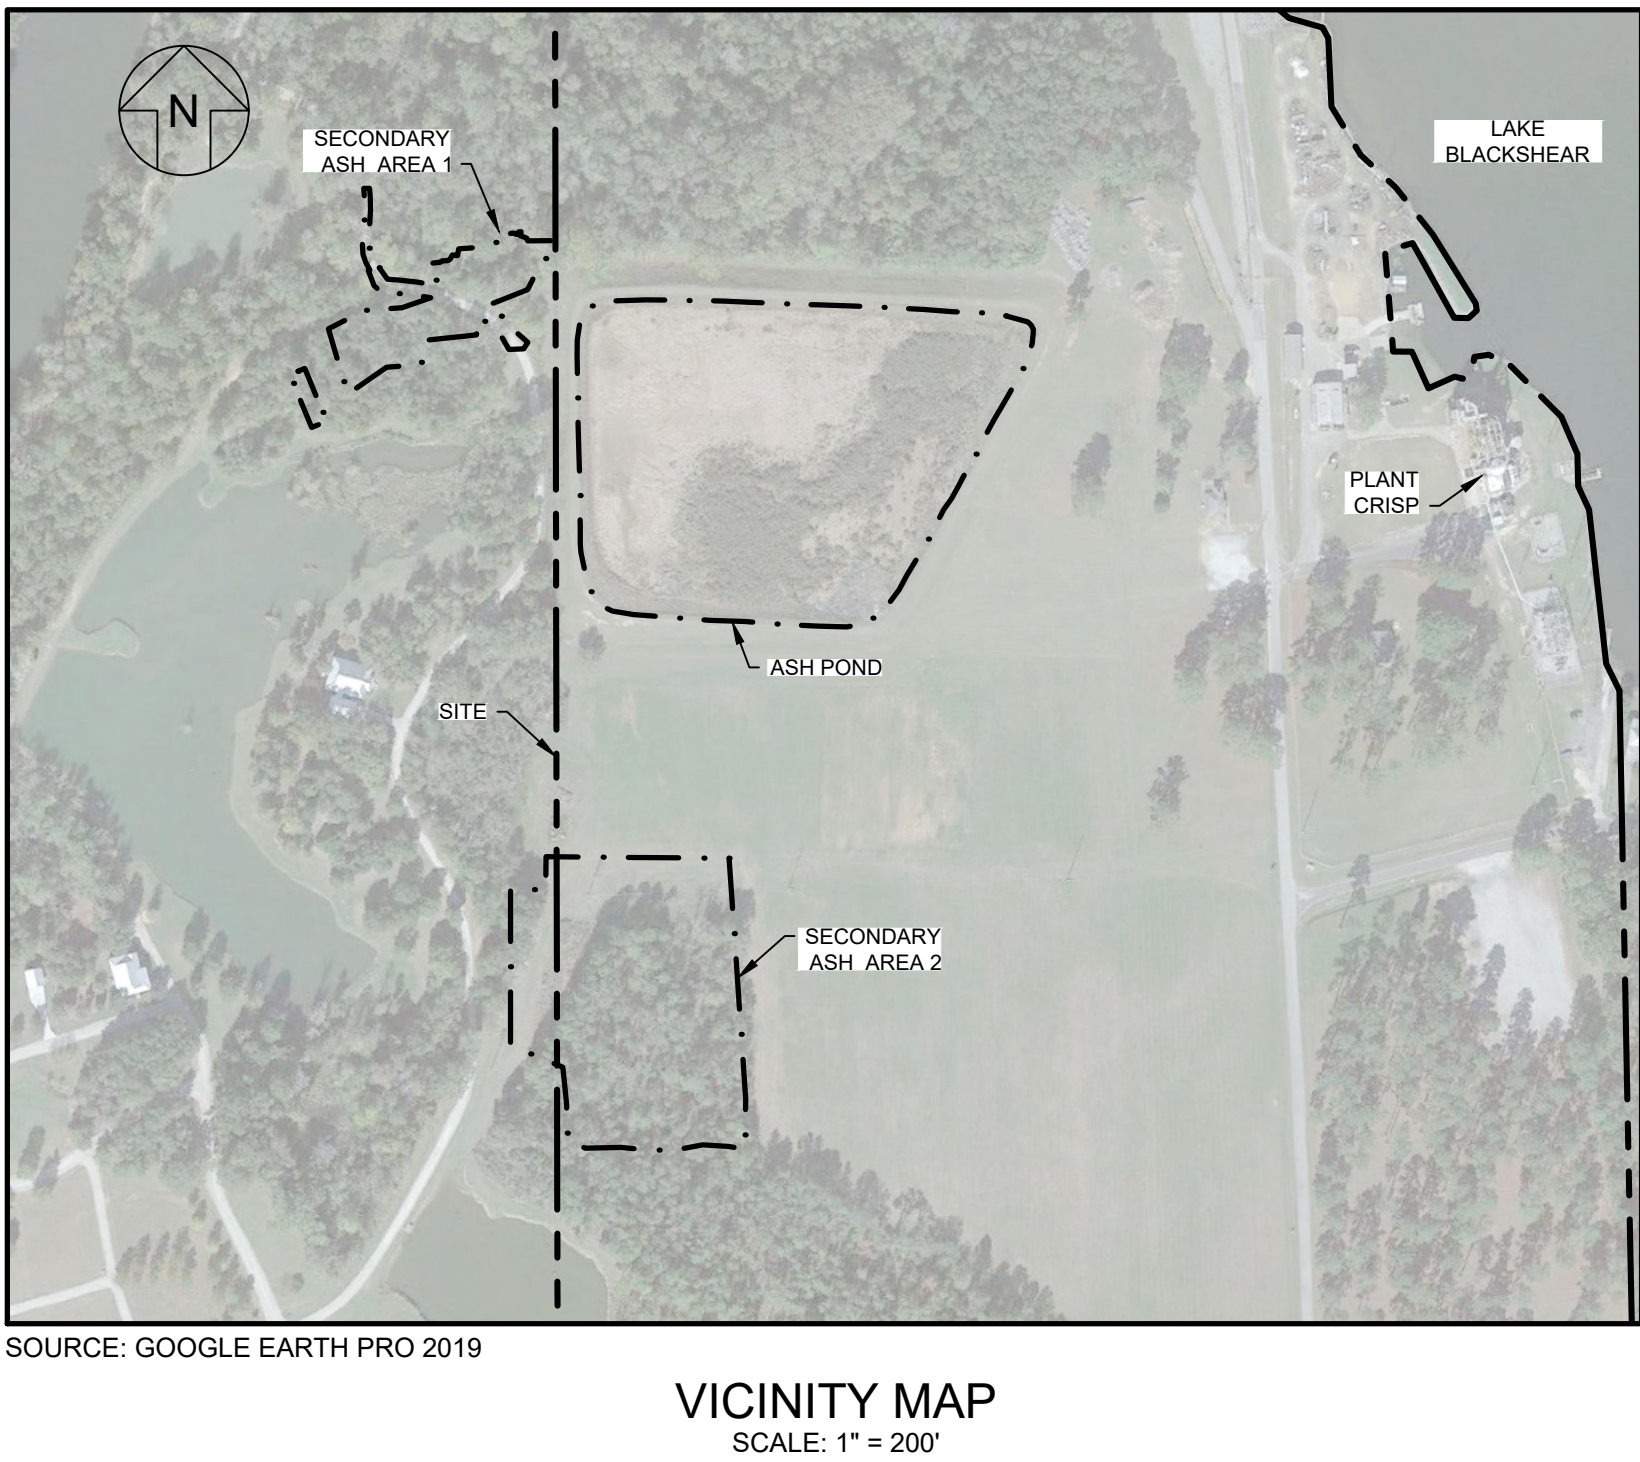 N
SECONDARY
ASH AREA 1
LAKE
BLACKSHEAR
PLANT
CRISP
ASH POND
SITE
SECONDARY
ASH AREA 2
SOURCE: GOOGLE EARTH PRO 2019
VICINITY MAP
SCALE: 1" = 200'